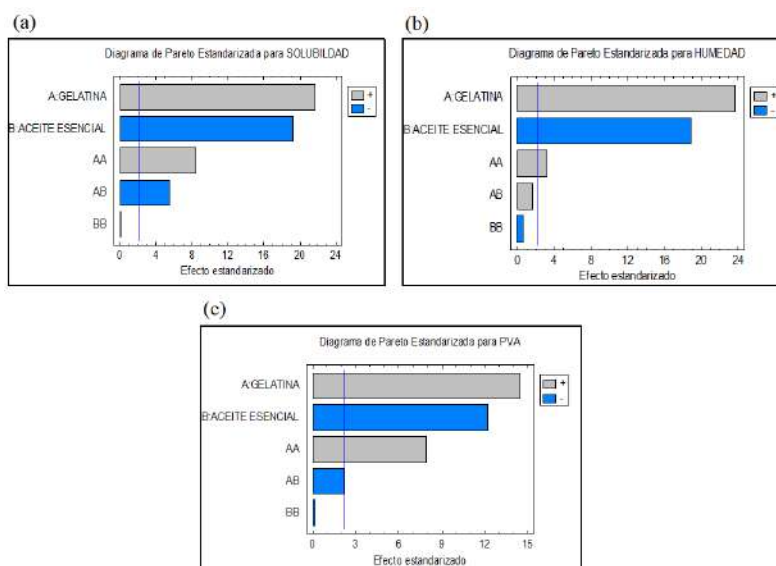 (a)
Diagrama de Pareto Estandarizada para SOLUBILDAD
A:GELATINA
B:ACEITE ESENCIAL
AA
AB
BB
+
-
0 4 8 12 16 20 24
Efecto estandarizado
(b)
Diagrama de Pareto Estandarizada para HUMEDAD
A:GELATINA
B:ACEITE ESENCIAL
AA
AB
BB
+
-
0 4 8 12 16 20 24
Efecto estandarizado
(c)
Diagrama de Pareto Estandarizada para PVA
A:GELATINA
B:ACEITE ESENCIAL
AA
AB
BB
+
-
0 3 6 9 12 15
Efecto estandarizado